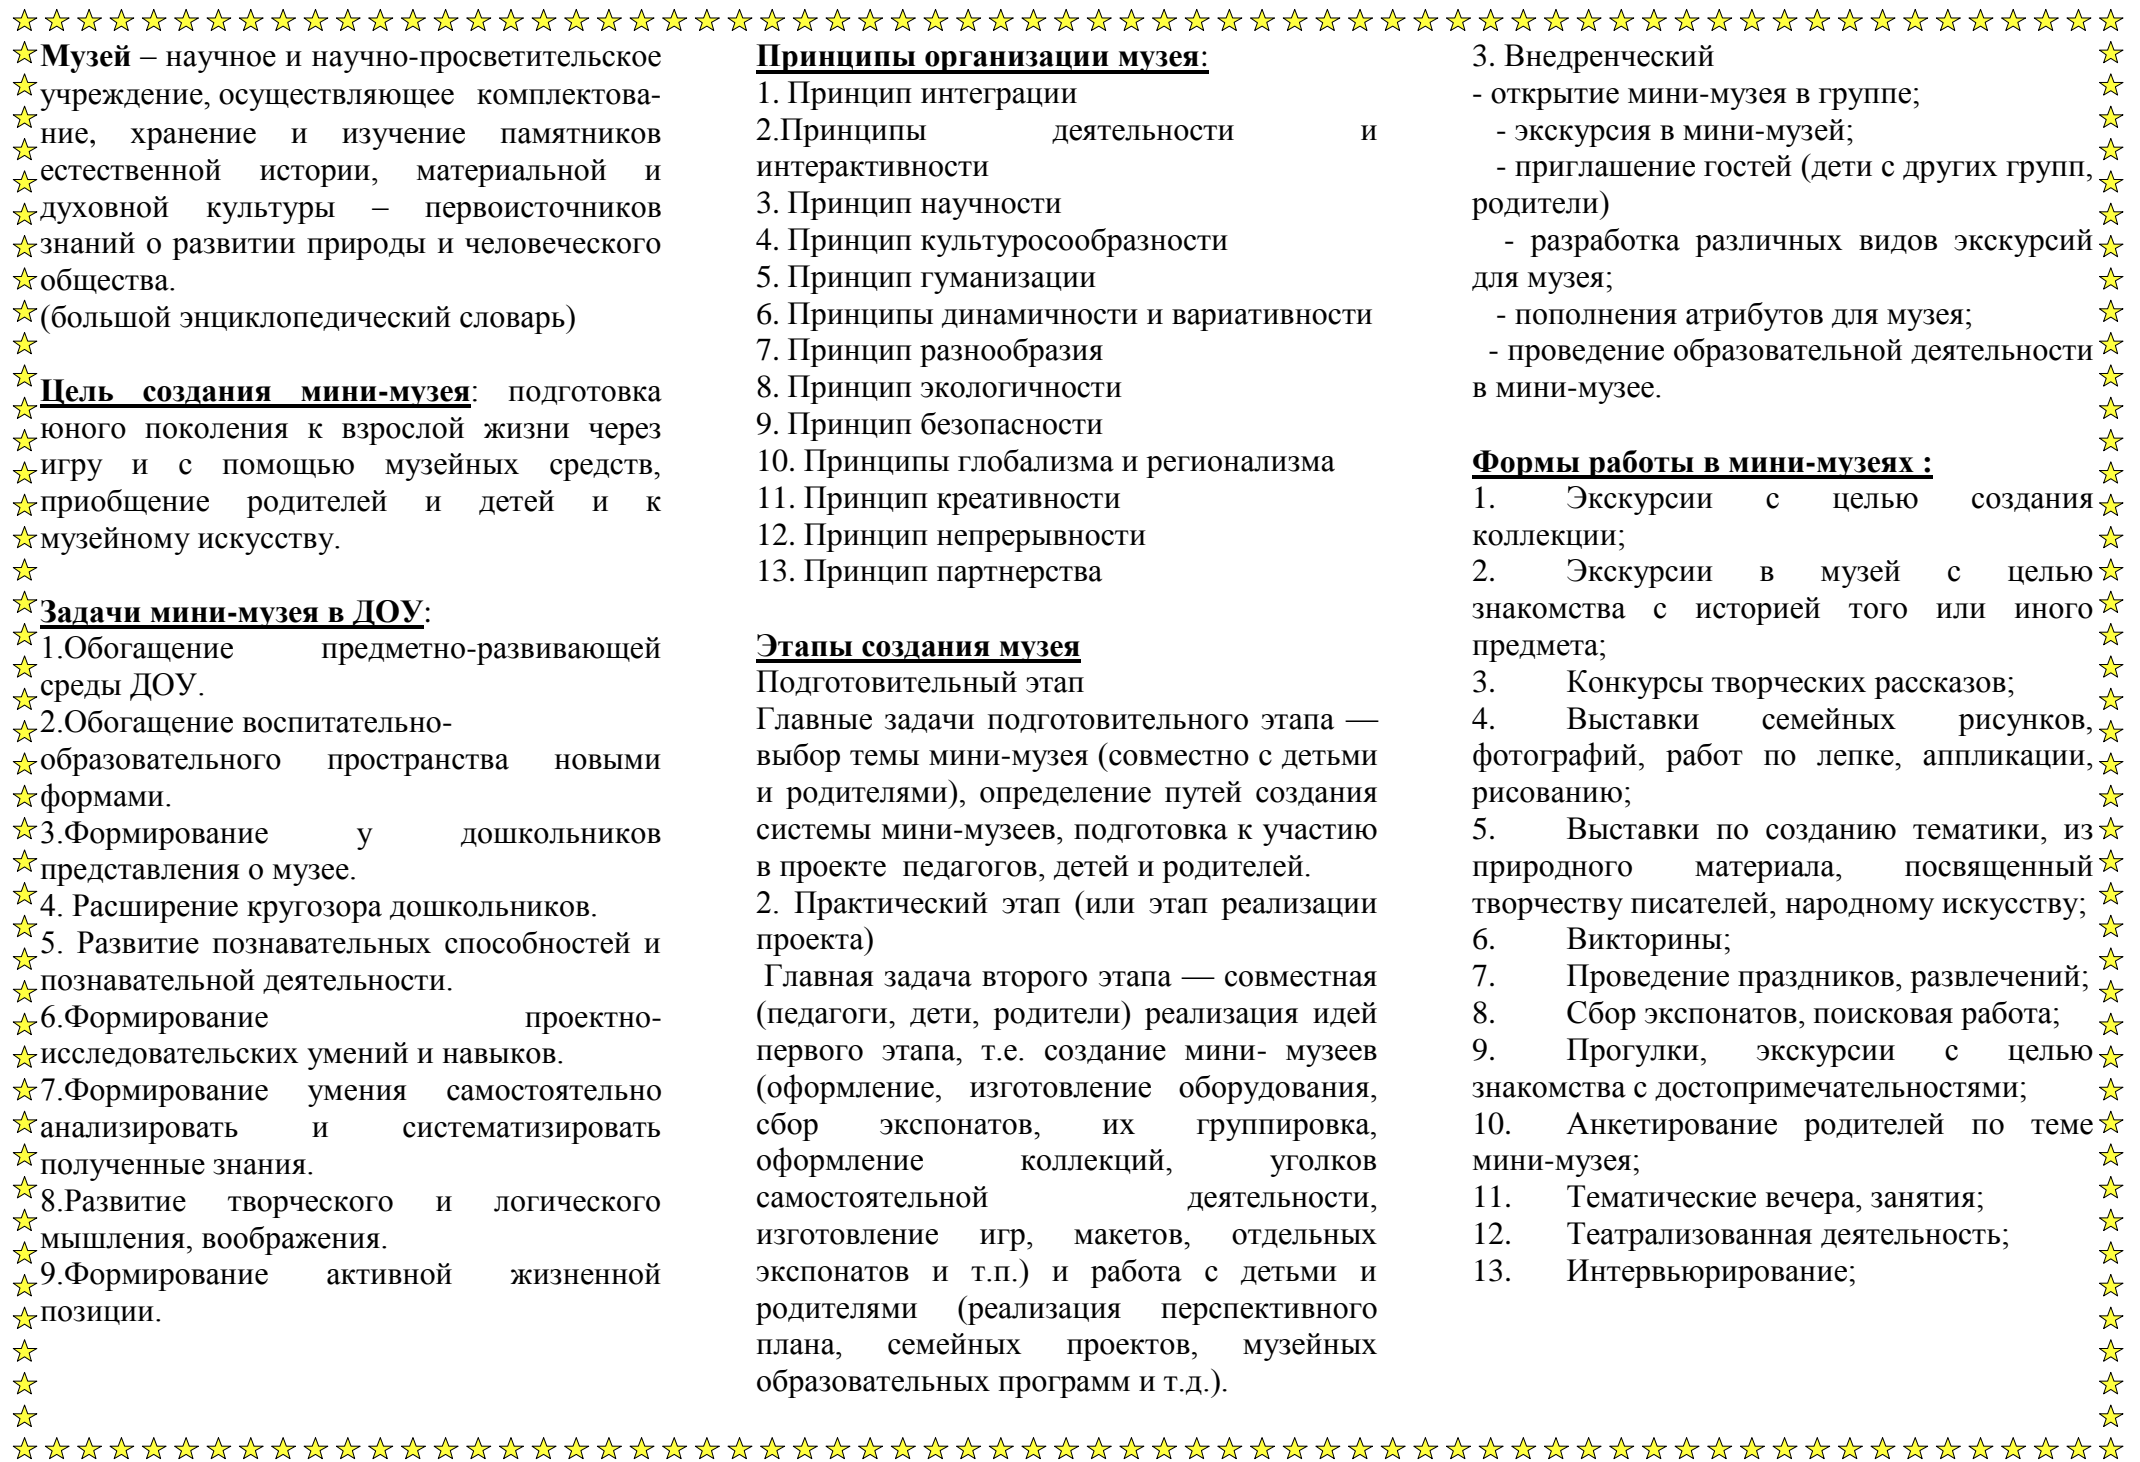 Музей – научное и научно-просветительское
учреждение, осуществляющее комплектова-
ние, хранение и изучение памятников
естественной истории, материальной и
духовной культуры – первоисточников
знаний о развитии природы и человеческого
общества.
(большой энциклопедический словарь)
Цель создания мини-музея: подготовка
юного поколения к взрослой жизни через
игру и с помощью музейных средств,
приобщение родителей и детей и к
музейному искусству.
Задачи мини-музея в ДОУ:
1.Обогащение предметно-развивающей
среды ДОУ.
2.Обогащение воспитательно-
образовательного пространства новыми
формами.
3.Формирование у дошкольников
представления о музее.
4. Расширение кругозора дошкольников.
5. Развитие познавательных способностей и
познавательной деятельности.
6.Формирование проектно-
исследовательских умений и навыков.
7.Формирование умения самостоятельно
анализировать и систематизировать
полученные знания.
8.Развитие творческого и логического
мышления, воображения.
9.Формирование активной жизненной
позиции.
Принципы организации музея:
1. Принцип интеграции
2.Принципы деятельности и
интерактивности
3. Принцип научности
4. Принцип культуросообразности
5. Принцип гуманизации
6. Принципы динамичности и вариативности
7. Принцип разнообразия
8. Принцип экологичности
9. Принцип безопасности
10. Принципы глобализма и регионализма
11. Принцип креативности
12. Принцип непрерывности
13. Принцип партнерства
Этапы создания музея
Подготовительный этап
Главные задачи подготовительного этапа —
выбор темы мини-музея (совместно с детьми
и родителями), определение путей создания
системы мини-музеев, подготовка к участию
в проекте педагогов, детей и родителей.
2. Практический этап (или этап реализации
проекта)
Главная задача второго этапа — совместная
(педагоги, дети, родители) реализация идей
первого этапа, т.е. создание мини- музеев
(оформление, изготовление оборудования,
сбор экспонатов, их группировка,
оформление коллекций, уголков
самостоятельной деятельности,
изготовление игр, макетов, отдельных
экспонатов и т.п.) и работа с детьми и
родителями (реализация перспективного
плана, семейных проектов, музейных
образовательных программ и т.д.).
3. Внедренческий
- открытие мини-музея в группе;
- экскурсия в мини-музей;
- приглашение гостей (дети с других групп,
родители)
- разработка различных видов экскурсий
для музея;
- пополнения атрибутов для музея;
- проведение образовательной деятельности
в мини-музее.
Формы работы в мини-музеях :
1. Экскурсии с целью создания
коллекции;
2. Экскурсии в музей с целью
знакомства с историей того или иного
предмета;
3. Конкурсы творческих рассказов;
4. Выставки семейных рисунков,
фотографий, работ по лепке, аппликации,
рисованию;
5. Выставки по созданию тематики, из
природного материала, посвященный
творчеству писателей, народному искусству;
6. Викторины;
7. Проведение праздников, развлечений;
8. Сбор экспонатов, поисковая работа;
9. Прогулки, экскурсии с целью
знакомства с достопримечательностями;
10. Анкетирование родителей по теме
мини-музея;
11. Тематические вечера, занятия;
12. Театрализованная деятельность;
13. Интервьюрирование;